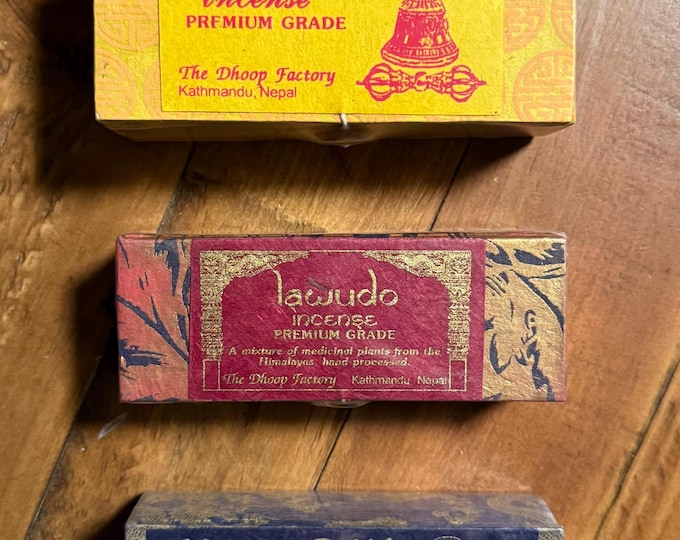 incense
PREMIUM GRADE
The Dhoop Factory
Kathmandu, Nepal
lawudo
incense
PREMIUM GRADE
A mixture of medicinal plants from the
Himalayas, hand processed.
The Dhoop Factory Kathmandu, Nepal